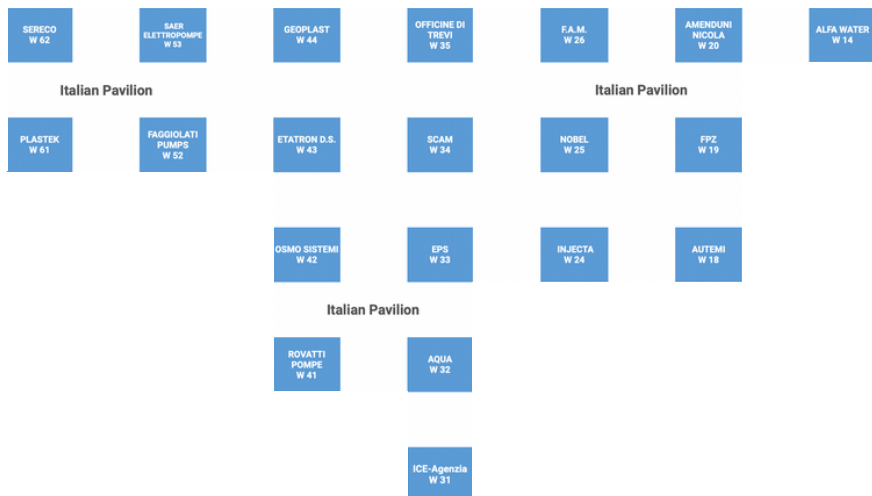 SERECO
W 62
SAER
ELETTROPOMPE
W 53
GEOPLAST
W 44
OFFICINE DI
TREVI
W 35
F.A.M.
W 26
AMENDUNI
NICOLA
W 20
ALFA WATER
W 14
Italian Pavilion
Italian Pavilion
PLASTEK
W 61
FAGGIOLATI
PUMPS
W 52
ETATRON D.S.
W 43
SCAM
W 34
NOBEL
W 25
FPZ
W 19
OSMO SISTEMI
W 42
EPS
W 33
INJECTA
W 24
AUTEMI
W 18
Italian Pavilion
ROVATTI
POMPE
W 41
AQUA
W 32
ICE-Agenzia
W 31